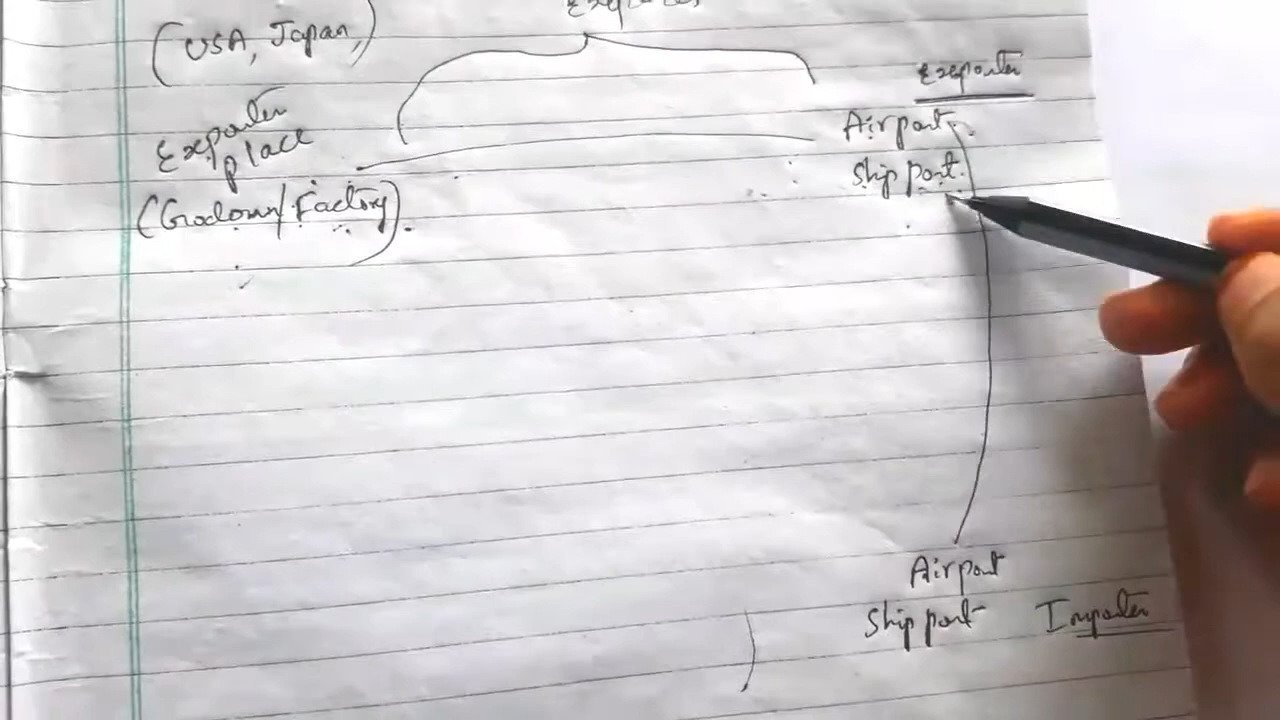 (USA, Japan,)
Exporter
Exporter
place
(Godown/Factory).
Airport
Ship port.
Airport
Ship port
Importer